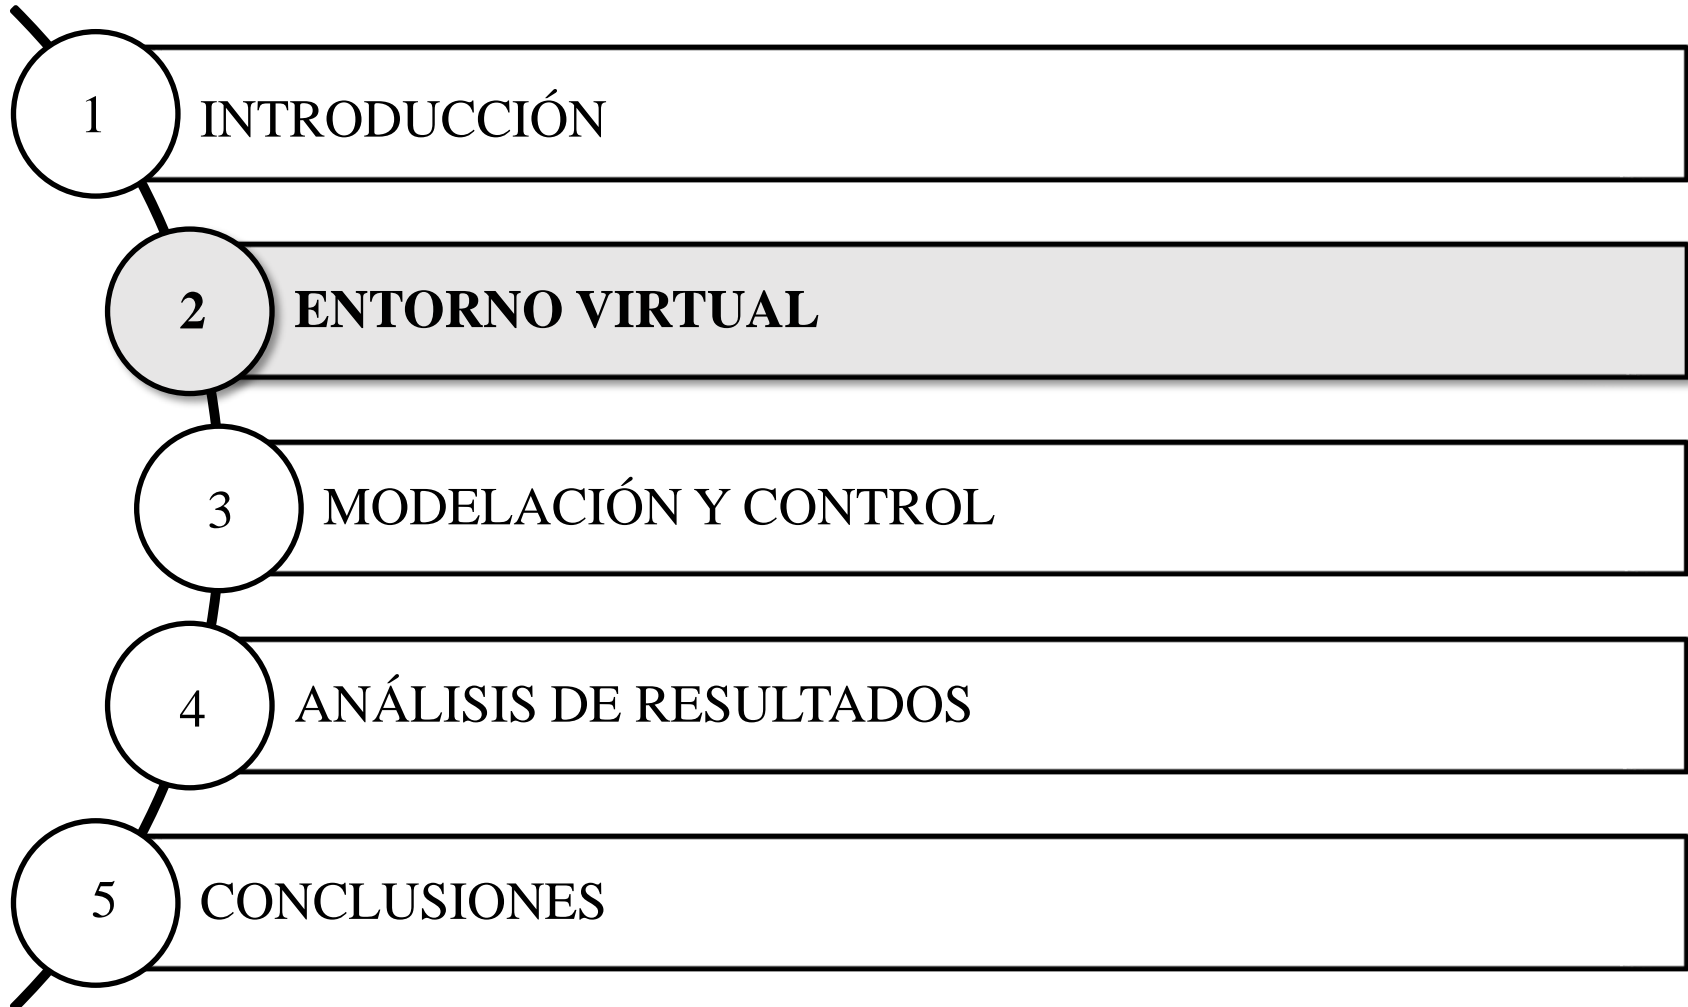 1 INTRODUCCIÓN
2 ENTORNO VIRTUAL
3 MODELACIÓN Y CONTROL
4 ANÁLISIS DE RESULTADOS
5 CONCLUSIONES